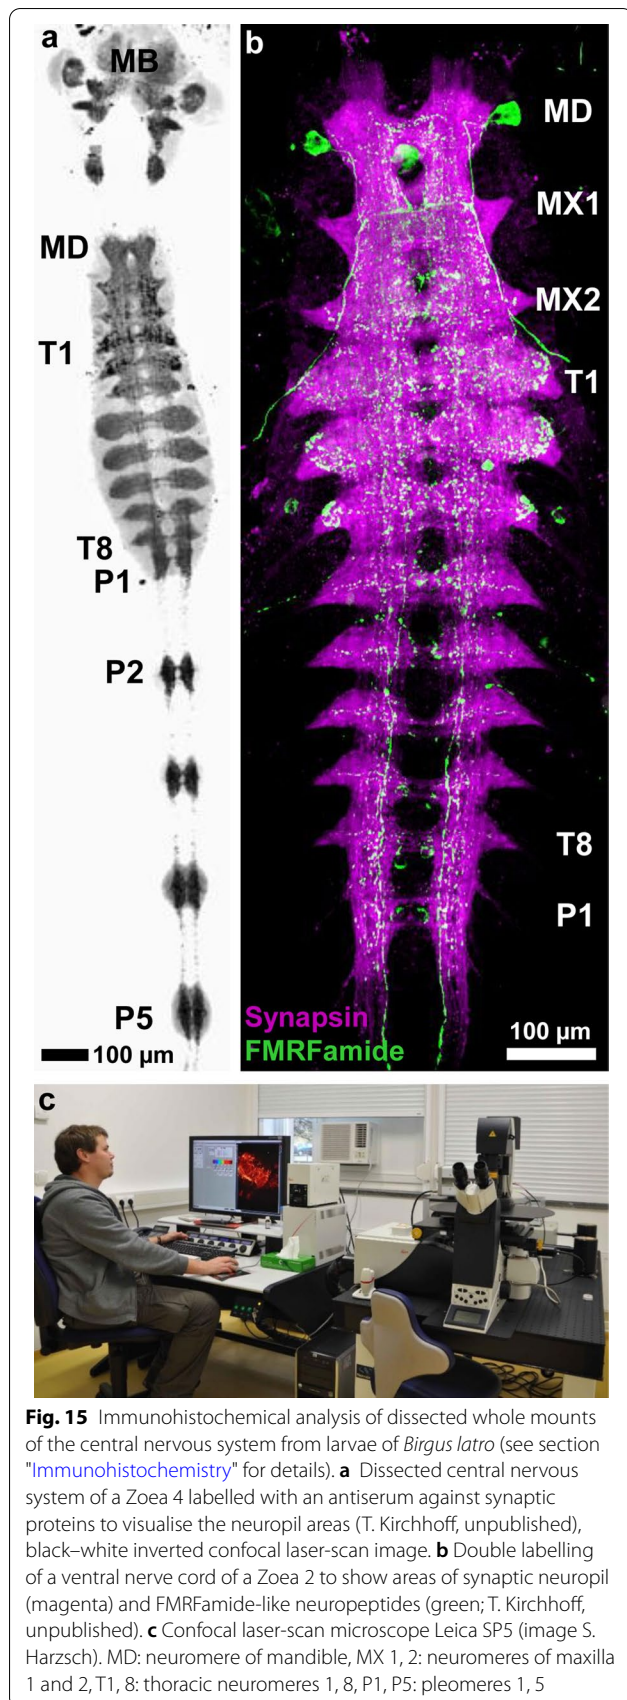 a
MB
MD
T1
T8
P1
P2
P5
100 µm
b
MD
MX1
MX2
T1
T8
P1
Synapsin
FMRFamide
100 µm
c
Fig. 15 Immunohistochemical analysis of dissected whole mounts
of the central nervous system from larvae of Birgus latro (see section
"Immunohistochemistry" for details). a Dissected central nervous
system of a Zoea 4 labelled with an antiserum against synaptic
proteins to visualise the neuropil areas (T. Kirchhoff, unpublished),
black–white inverted confocal laser-scan image. b Double labelling
of a ventral nerve cord of a Zoea 2 to show areas of synaptic neuropil
(magenta) and FMRFamide-like neuropeptides (green; T. Kirchhoff,
unpublished). c Confocal laser-scan microscope Leica SP5 (image S.
Harzsch). MD: neuromere of mandible, MX 1, 2: neuromeres of maxilla
1 and 2, T1, 8: thoracic neuromeres 1, 8, P1, P5: pleomeres 1, 5